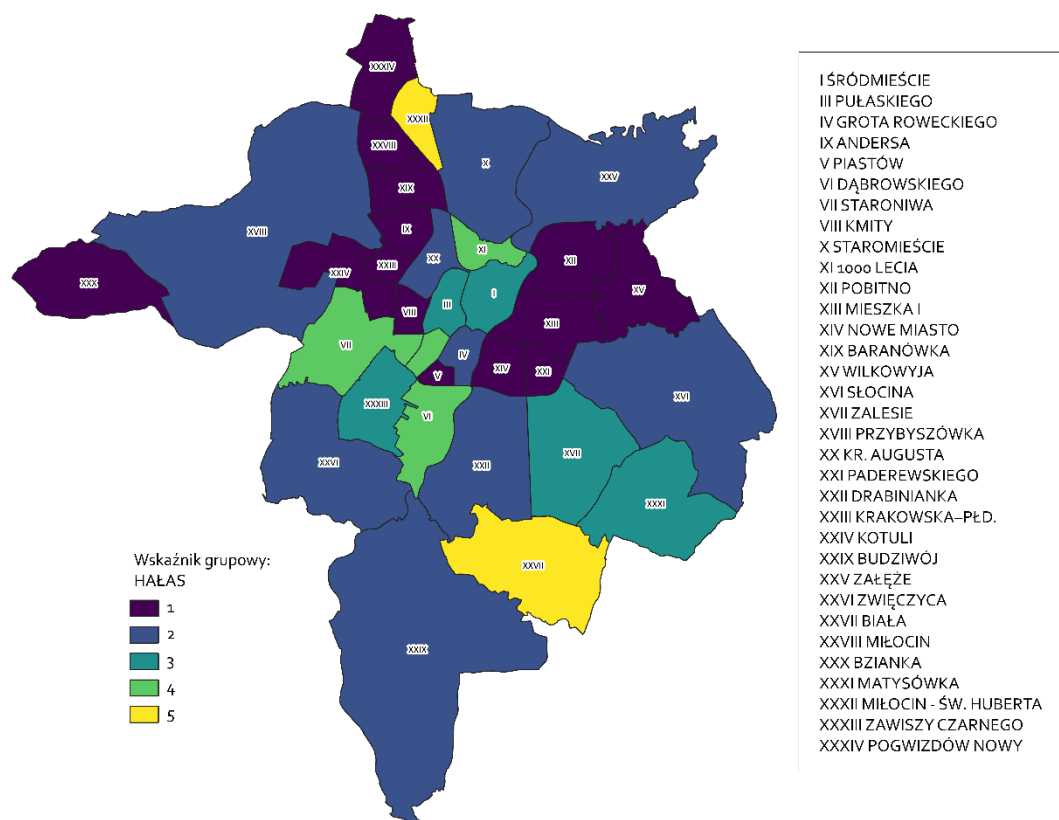 XXXIV
XXXII
XXVIII
X
XXV
XIX
IX
XVIII
XX
XI
XII
XXIII
XXIV
XXX
I
XV
III
VIII
XIII
VII
IV
XIV
XXI
V
XVI
XXXIII
VI
XVII
XXVI
XXII
XXXI
XXVII
XXIX
Wskaźnik grupowy:
HAŁAS
1
2
3
4
5
I ŚRÓDMIEŚCIE
III PUŁASKIEGO
IV GROTA ROWECKIEGO
IX ANDERSA
V PIASTÓW
VI DĄBROWSKIEGO
VII STARONIWA
VIII KMITY
X STAROMIEŚCIE
XI 1000 LECIA
XII POBITNO
XIII MIESZKA I
XIV NOWE MIASTO
XIX BARANÓWKA
XV WILKOWYJA
XVI SŁOCINA
XVII ZALESIE
XVIII PRZYBYSZÓWKA
XX KR. AUGUSTA
XXI PADEREWSKIEGO
XXII DRABINIANKA
XXIII KRAKOWSKA–PŁD.
XXIV KOTULI
XXIX BUDZIWÓJ
XXV ZAŁĘŻE
XXVI ZWIĘCZYCA
XXVII BIAŁA
XXVIII MIŁOCIN
XXX BZIANKA
XXXI MATYSÓWKA
XXXII MIŁOCIN - ŚW. HUBERTA
XXXIII ZAWISZY CZARNEGO
XXXIV POGWIZDÓW NOWY